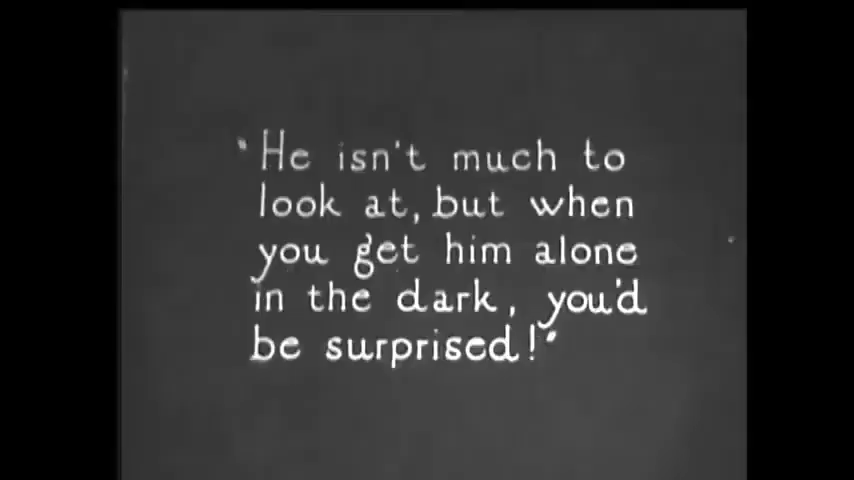 'He isn't much to
look at, but when
you get him alone
in the dark, you'd
be surprised!'